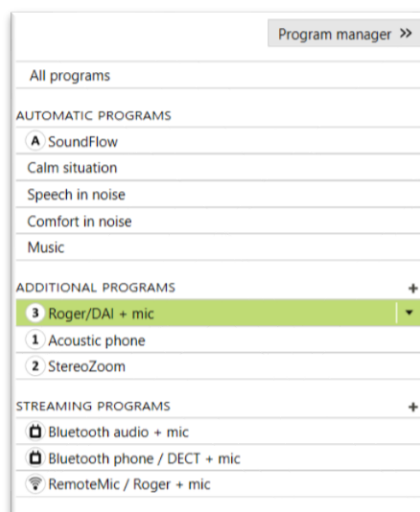 Program manager »
All programs
AUTOMATIC PROGRAMS
A SoundFlow
Calm situation
Speech in noise
Comfort in noise
Music
ADDITIONAL PROGRAMS +
3 Roger/DAI + mic
1 Acoustic phone
2 StereoZoom
STREAMING PROGRAMS +
Bluetooth audio + mic
Bluetooth phone / DECT + mic
RemoteMic / Roger + mic